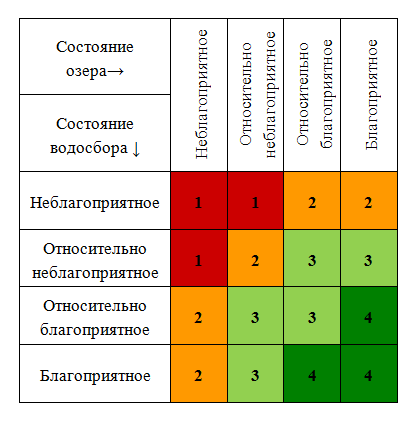 Состояние
озера→
Неблагоприятное
Относительно
неблагоприятное
Относительно
благоприятное
Благоприятное
Состояние
водосбора ↓
Неблагоприятное
1 1 2 2
Относительно
неблагоприятное
1 2 3 3
Относительно
благоприятное
2 3 3 4
Благоприятное
2 3 4 4